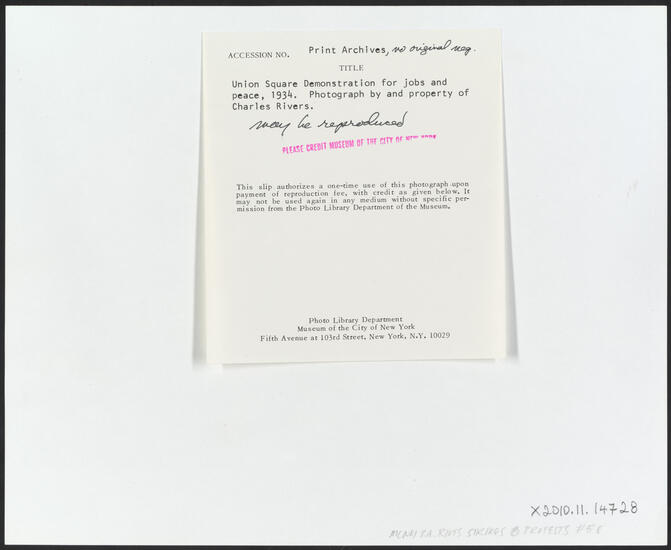 ACCESSION NO. Print Archives, no original neg.
TITLE
Union Square Demonstration for jobs and
peace, 1934. Photograph by and property of
Charles Rivers.
may be reproduced
PLEASE CREDIT MUSEUM OF THE CITY OF NEW YORK
This slip authorizes a one-time use of this photograph upon
payment of reproduction fee, with credit as given below. It
may not be used again in any medium without specific per-
mission from the Photo Library Department of the Museum.
Photo Library Department
Museum of the City of New York
Fifth Avenue at 103rd Street, New York, N.Y. 10029
X2010.11.14728
RIOTS STRIKES & PROTESTS